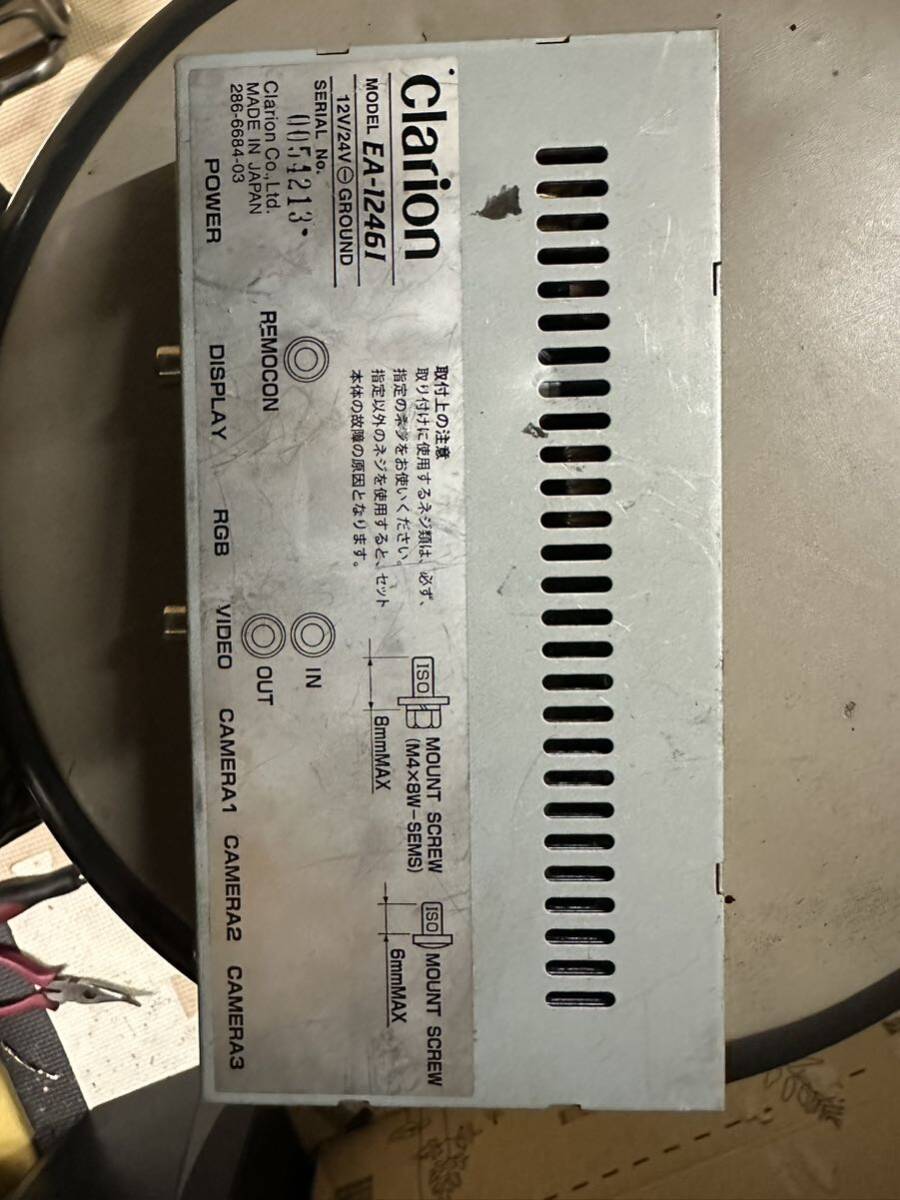 clarion
MODEL EA-1246I
12V/24V ⊖ GROUND
SERIAL No.
0054213
Clarion Co.,Ltd.
MADE IN JAPAN
286-6684-03
取付上の注意
取り付けに使用するネジ類は、必ず、
指定のネジをお使いください。
指定以外のネジを使用すると、セット
本体の故障の原因となります。
ISO
MOUNT SCREW
(M4×8W-SEMS)
8mmMAX
ISO
MOUNT SCREW
6mmMAX
REMOCON
IN
OUT
POWER
DISPLAY
RGB
VIDEO
CAMERA1
CAMERA2
CAMERA3